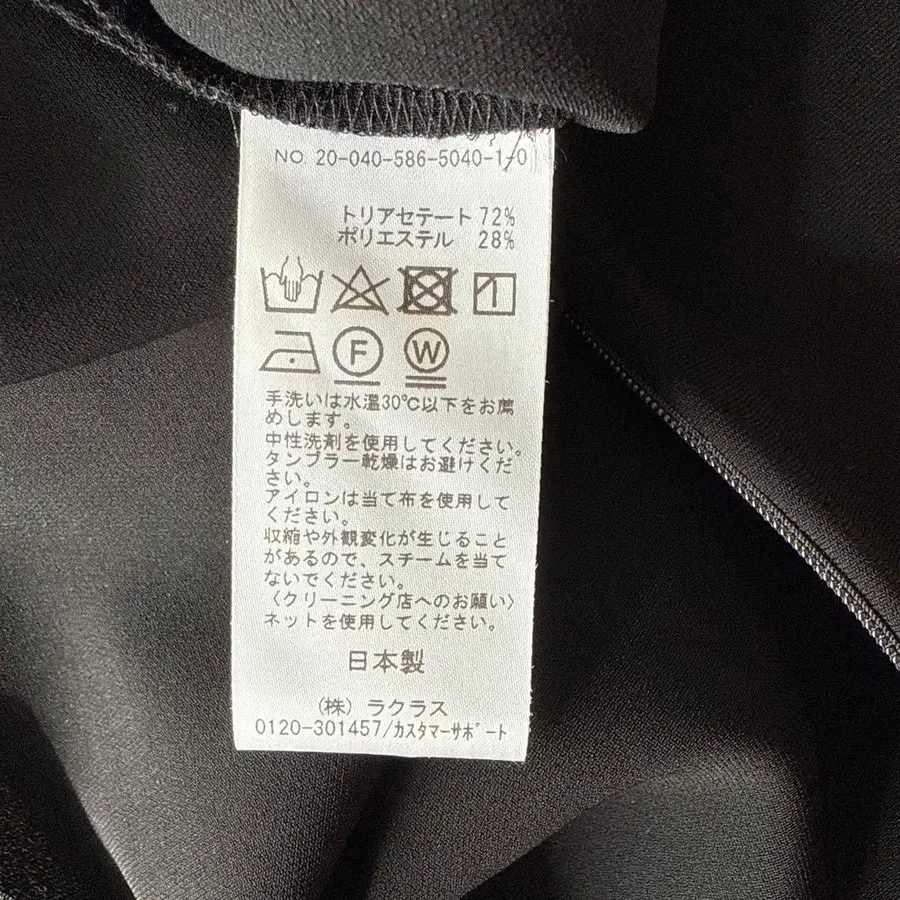 NO. 20-040-586-5040-1-0
トリアセテート 72%
ポリエステル 28%
F W
手洗いは水温30℃以下をお薦
めします。
中性洗剤を使用してください。
タンブラー乾燥はお避けくだ
さい。
アイロンは当て布を使用して
ください。
収縮や外観変化が生じること
があるので、スチームを当て
ないでください。
〈クリーニング店へのお願い〉
ネットを使用してください。
日本製
(株) ラクラス
0120-301457/カスタマーサポート